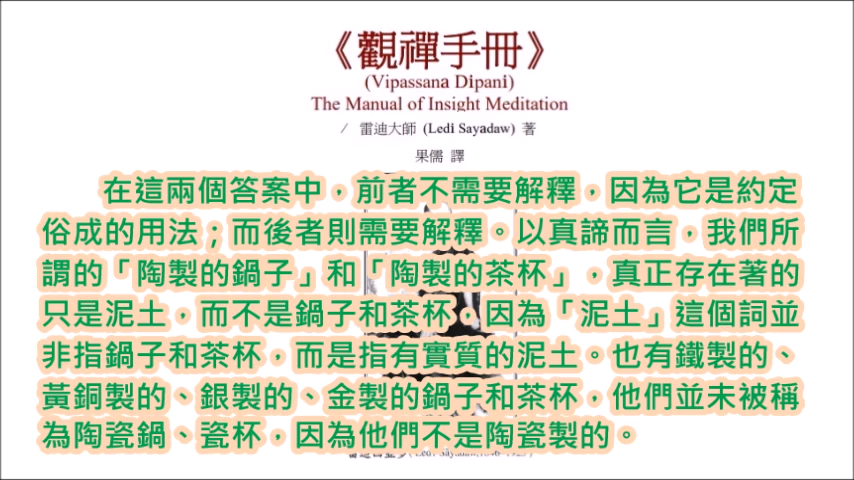 《觀禪手冊》
(Vipassana Dipani)
The Manual of Insight Meditation
/ 雷迪大師 (Ledi Sayadaw) 著
果儒 譯
在這兩個答案中，前者不需要解釋，因為它是約定
俗成的用法；而後者則需要解釋。以真諦而言，我們所
謂的「陶製的鍋子」和「陶製的茶杯」，真正存在著的
只是泥土，而不是鍋子和茶杯。因為「泥土」這個詞並
非指鍋子和茶杯，而是指有實質的泥土。也有鐵製的、
黃銅製的、銀製的、金製的鍋子和茶杯，他們並未被稱
為陶瓷鍋、瓷杯，因為他們不是陶瓷製的。